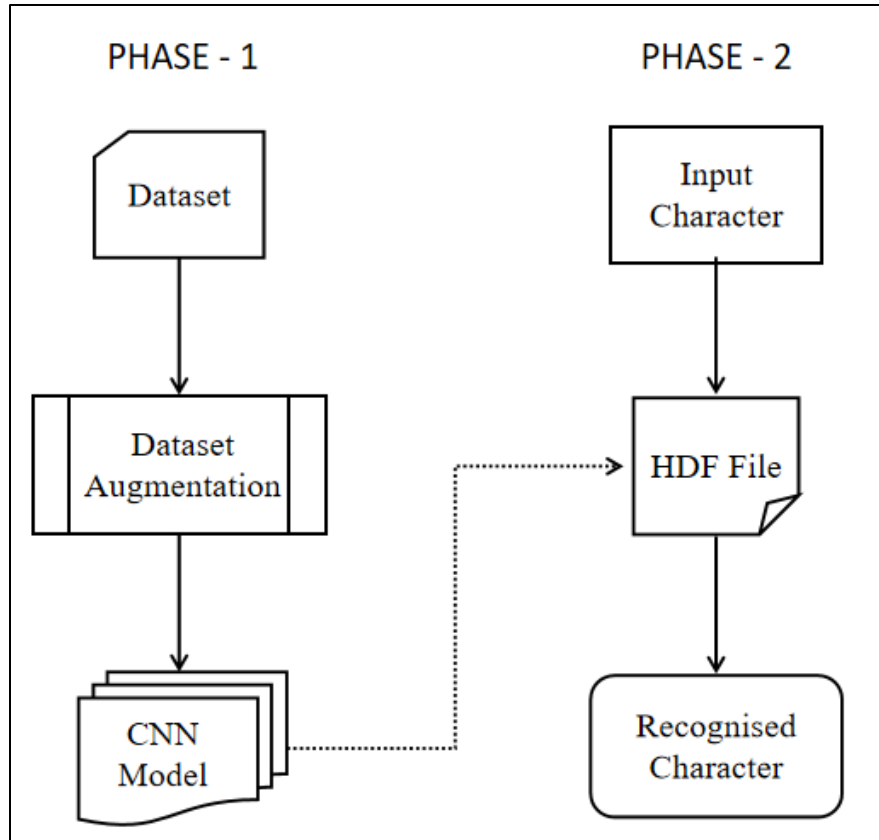 PHASE - 1
Dataset
Dataset
Augmentation
CNN
Model
PHASE - 2
Input
Character
HDF File
Recognised
Character